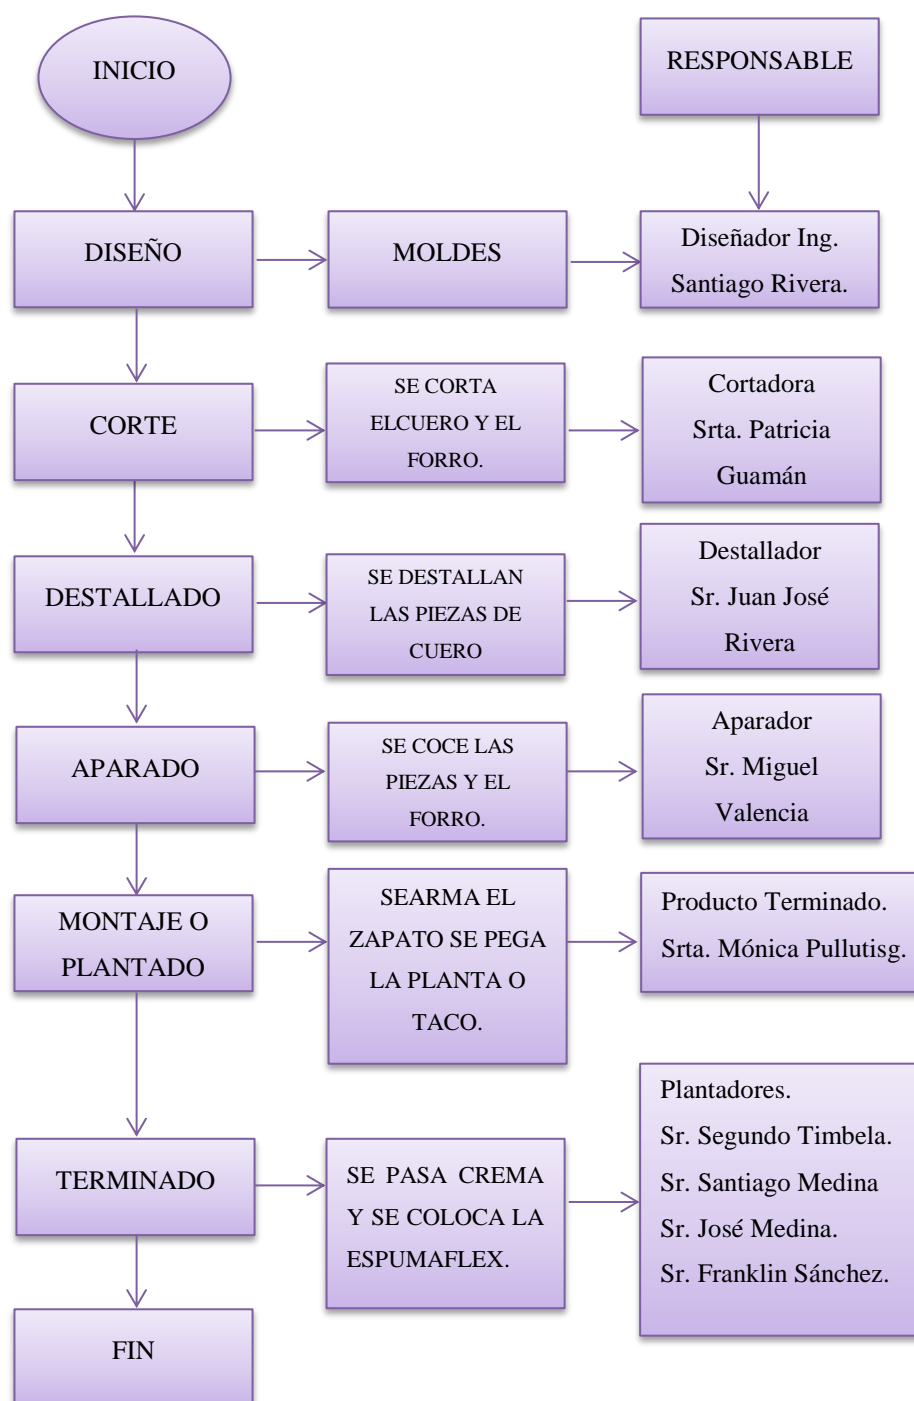 INICIO
RESPONSABLE
DISEÑO
MOLDES
Diseñador Ing.
Santiago Rivera.
CORTE
SE CORTA
ELCUERO Y EL
FORRO.
Cortadora
Srta. Patricia
Guamán
DESTALLADO
SE DESTALLAN
LAS PIEZAS DE
CUERO
Destallador
Sr. Juan José
Rivera
APARADO
SE COCE LAS
PIEZAS Y EL
FORRO.
Aparador
Sr. Miguel
Valencia
MONTAJE O
PLANTADO
SEARMA EL
ZAPATO SE PEGA
LA PLANTA O
TACO.
Producto Terminado.
Srta. Mónica Pullutisg.
TERMINADO
SE PASA CREMA
Y SE COLOCA LA
ESPUMAFLEX.
Plantadores.
Sr. Segundo Timbela.
Sr. Santiago Medina
Sr. José Medina.
Sr. Franklin Sánchez.
FIN